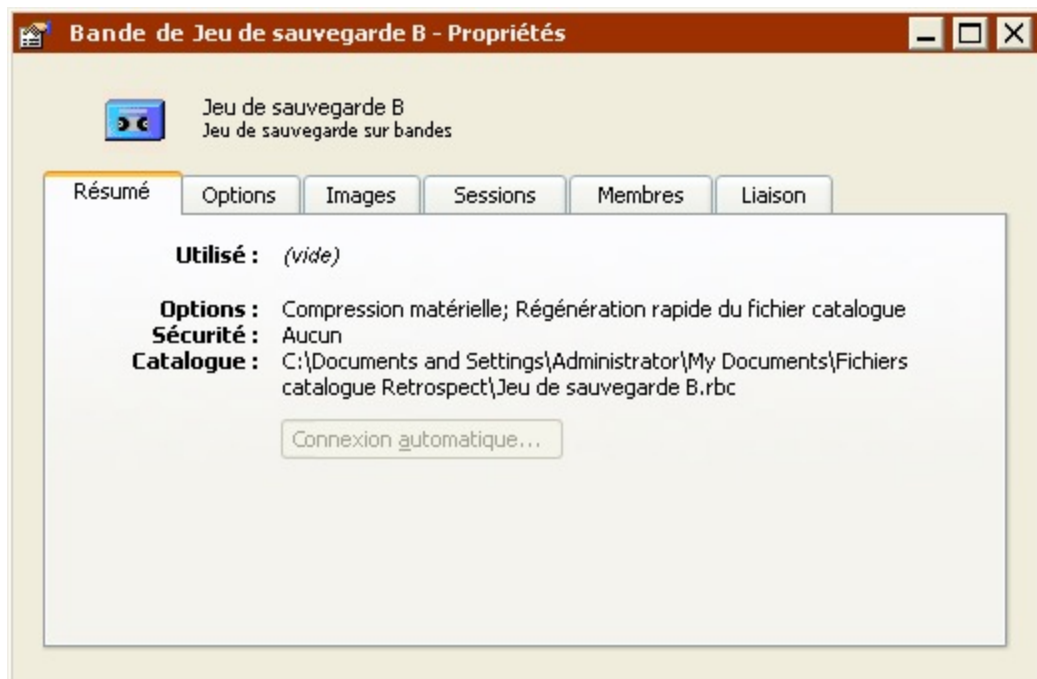 Bande de Jeu de sauvegarde B - Propriétés
Jeu de sauvegarde B
Jeu de sauvegarde sur bandes
Résumé Options Images Sessions Membres Liaison
Utilisé : (vide)
Options : Compression matérielle; Régénération rapide du fichier catalogue
Sécurité : Aucun
Catalogue : C:\Documents and Settings\Administrator\My Documents\Fichiers
catalogue Retrospect\Jeu de sauvegarde B.rbc
Connexion automatique...